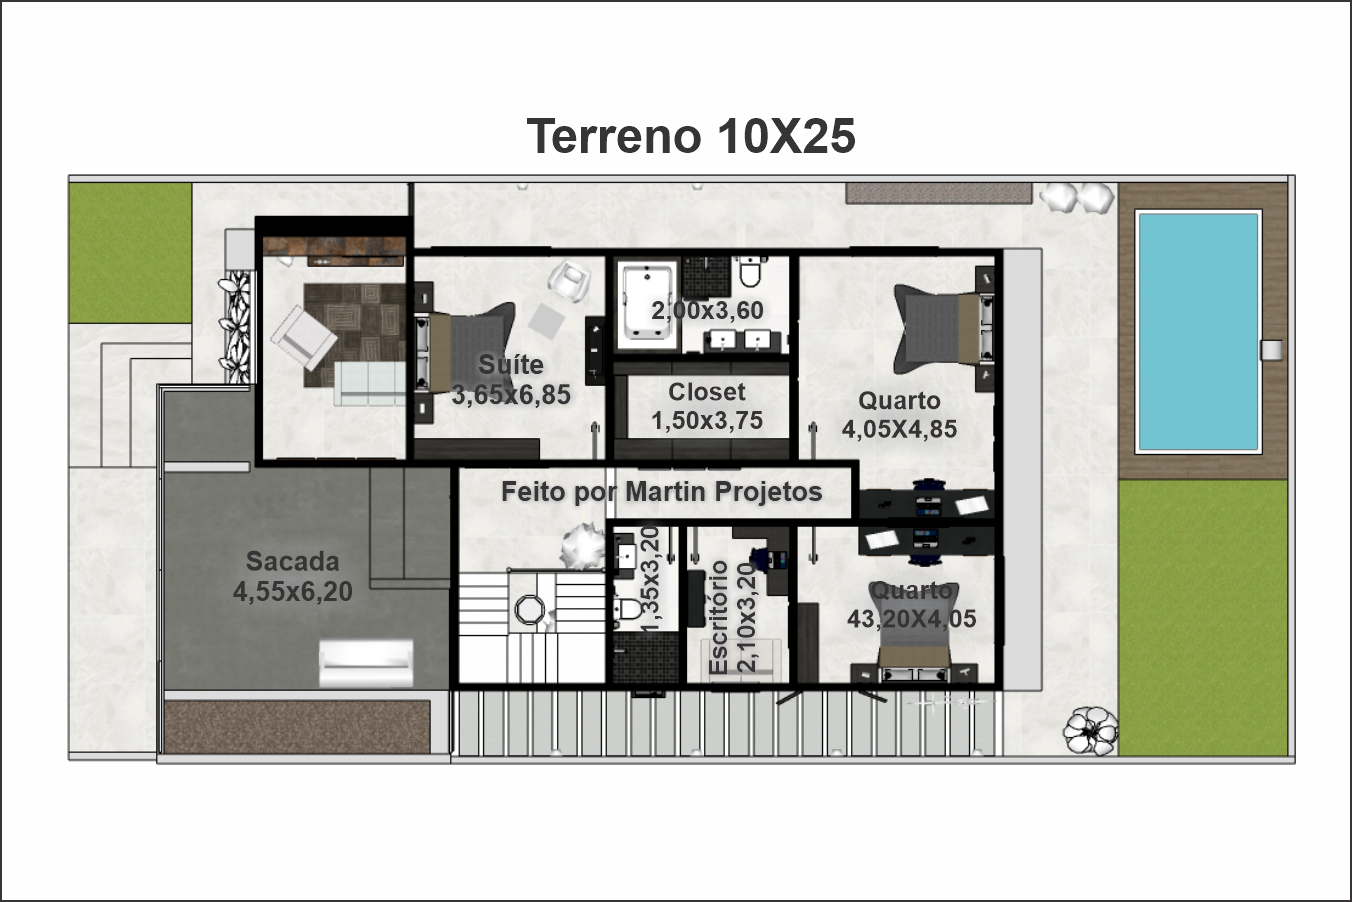 Terreno 10X25
2,00x3,60
Suíte
3,65x6,85
Closet
1,50x3,75
Quarto
4,05X4,85
Feito por Martin Projetos
Sacada
4,55x6,20
1,35x3,20
Escritório
2,10x3,20
Quarto
43,20X4,05